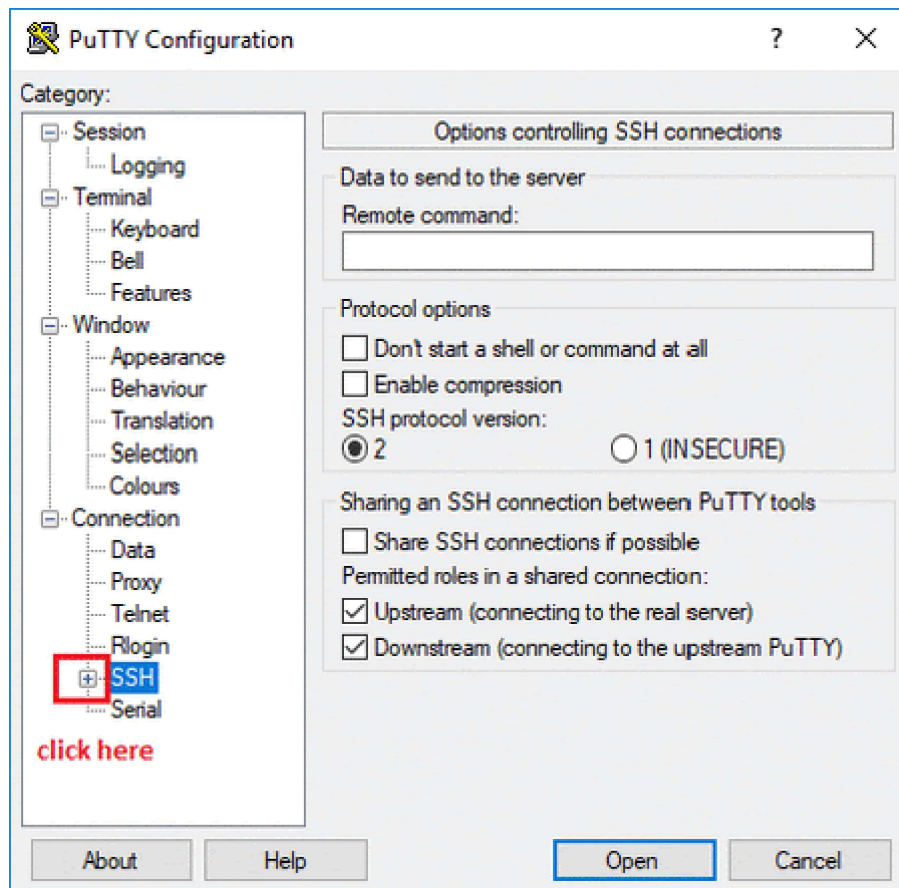 PuTTY Configuration
?
Category:
Session
Logging
Terminal
Keyboard
Bell
Features
Window
Appearance
Behaviour
Translation
Selection
Colours
Connection
Data
Proxy
Telnet
Rlogin
SSH
Serial
click here
Options controlling SSH connections
Data to send to the server
Remote command:
Protocol options
Don't start a shell or command at all
Enable compression
SSH protocol version:
2 1 (INSECURE)
Sharing an SSH connection between PuTTY tools
Share SSH connections if possible
Permitted roles in a shared connection:
Upstream (connecting to the real server)
Downstream (connecting to the upstream PuTTY)
About Help Open Cancel